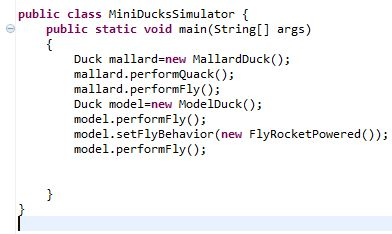 public class MiniDucksSimulator {
    public static void main(String[] args)
    {
        Duck mallard=new MallardDuck();
        mallard.performQuack();
        mallard.performFly();
        Duck model=new ModelDuck();
        model.performFly();
        model.setFlyBehavior(new FlyRocketPowered());
        model.performFly();
    }
}